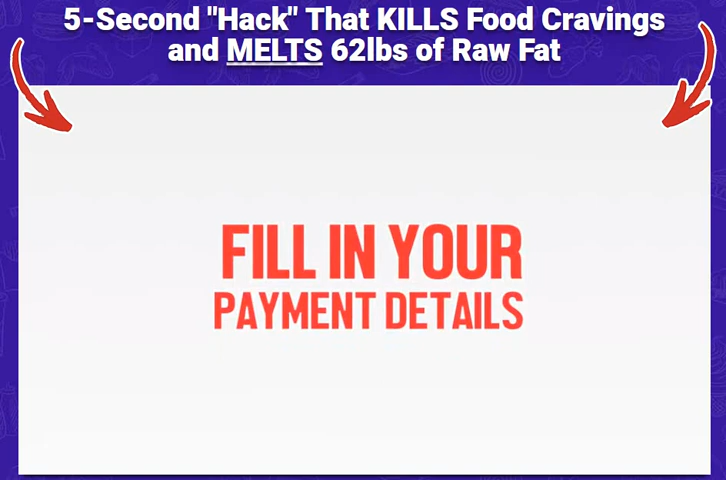 5-Second "Hack" That KILLS Food Cravings
and MELTS 62lbs of Raw Fat
FILL IN YOUR
PAYMENT DETAILS